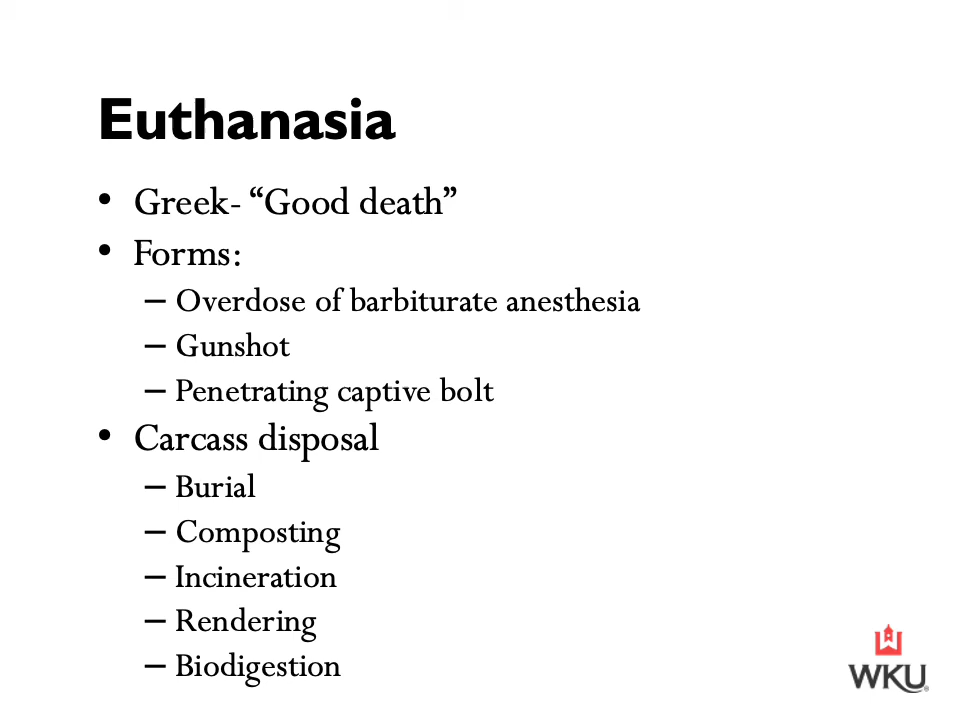 Euthanasia
• Greek- “Good death”
• Forms:
– Overdose of barbiturate anesthesia
– Gunshot
– Penetrating captive bolt
• Carcass disposal
– Burial
– Composting
– Incineration
– Rendering
– Biodigestion
WKU®